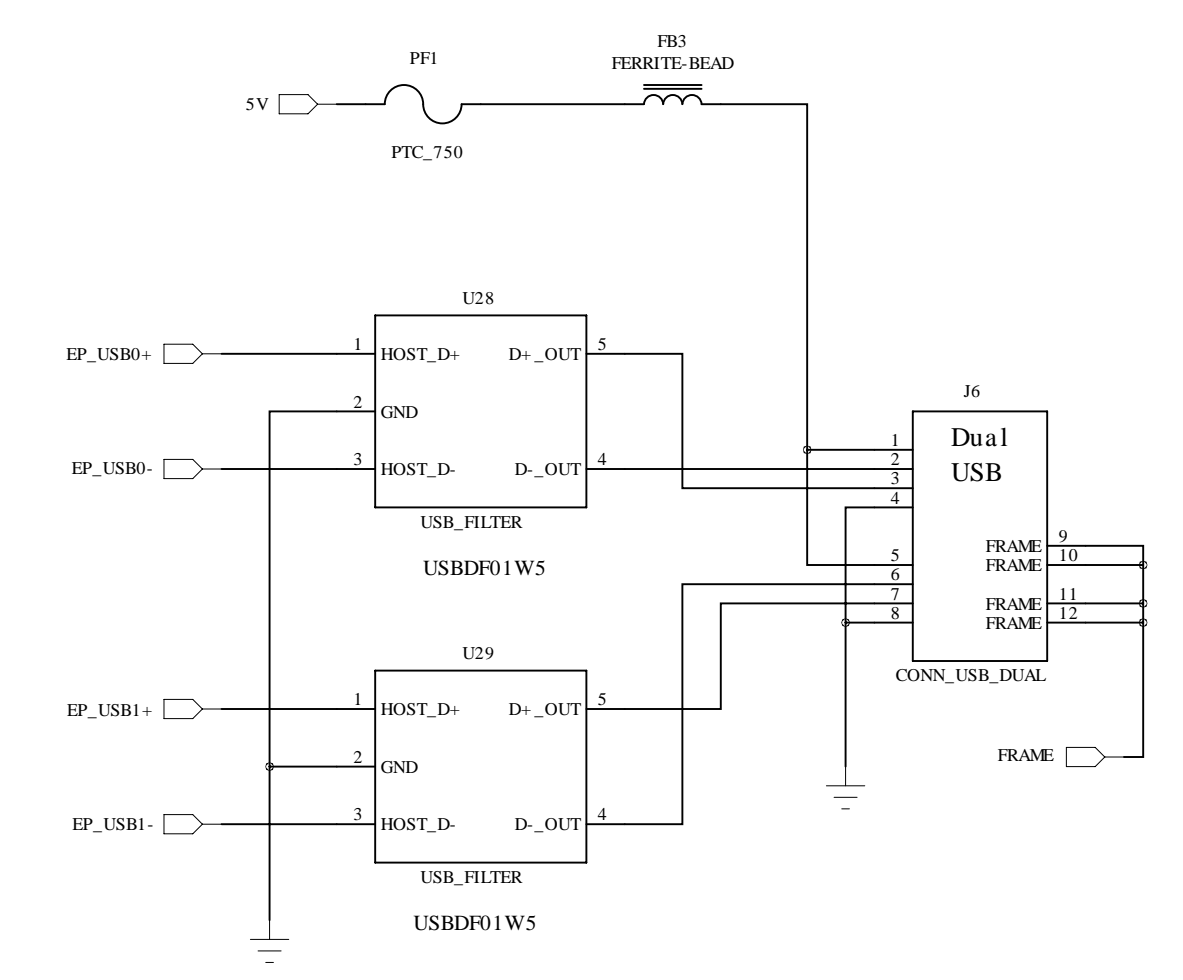 FB3
PF1
FERRITE-BEAD
5V
PTC_750
U28
EP_USB0+
1
HOST_D+
D+_OUT
5
2
GND
EP_USB0-
3
HOST_D-
D-_OUT
4
USB_FILTER
USBDF01W5
J6
Dual
USB
1
2
3
4
5
6
7
8
FRAME
9
FRAME
10
FRAME
11
FRAME
12
CONN_USB_DUAL
FRAME
U29
EP_USB1+
1
HOST_D+
D+_OUT
5
2
GND
EP_USB1-
3
HOST_D-
D-_OUT
4
USB_FILTER
USBDF01W5